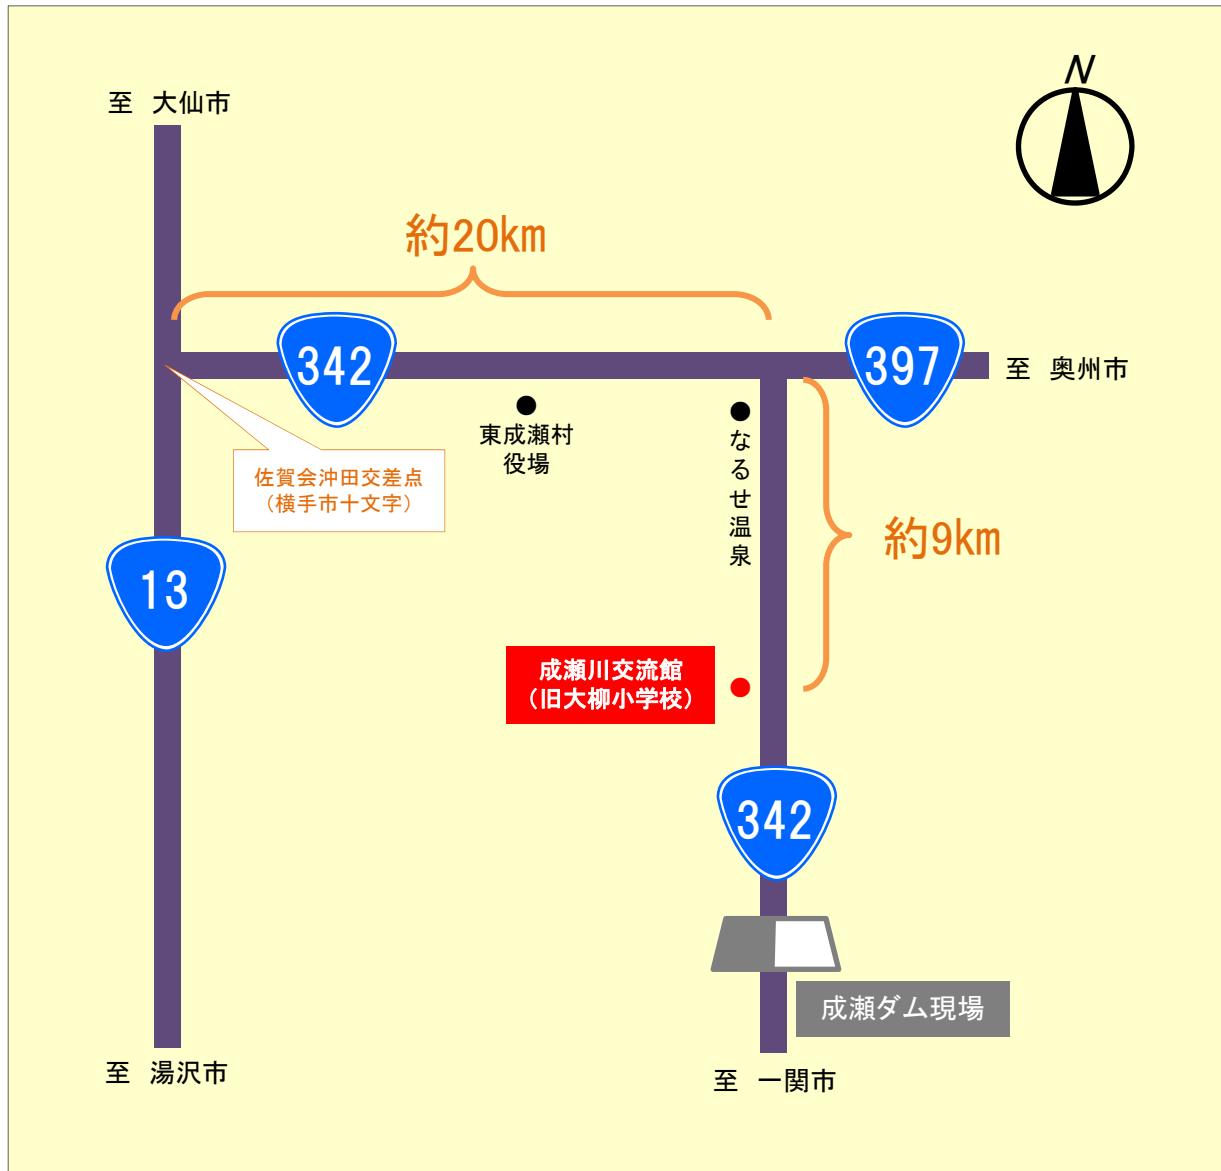 N
至 大仙市
約20km
342
397
至 奥州市
東成瀬村
役場
なるせ温泉
佐賀会沖田交差点
（横手市十文字）
約9km
13
成瀬川交流館
（旧大柳小学校）
342
成瀬ダム現場
至 湯沢市
至 一関市